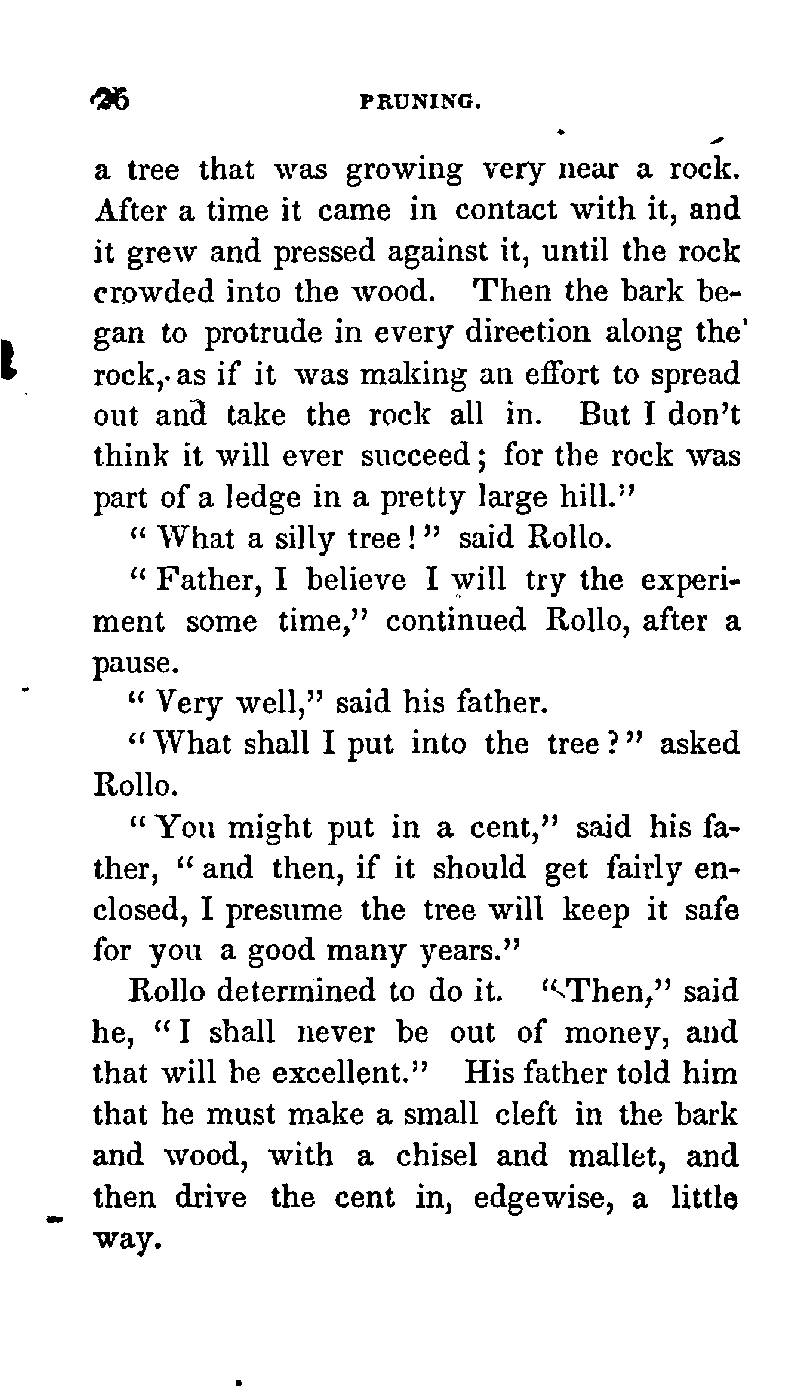 26 PRUNING.
a tree that was growing very near a rock.
After a time it came in contact with it, and
it grew and pressed against it, until the rock
crowded into the wood. Then the bark be-
gan to protrude in every direction along the
rock, as if it was making an effort to spread
out and take the rock all in. But I don't
think it will ever succeed; for the rock was
part of a ledge in a pretty large hill."
"What a silly tree!" said Rollo.
"Father, I believe I will try the experi-
ment some time," continued Rollo, after a
pause.
"Very well," said his father.
"What shall I put into the tree?" asked
Rollo.
"You might put in a cent," said his fa-
ther, "and then, if it should get fairly en-
closed, I presume the tree will keep it safe
for you a good many years."
Rollo determined to do it. "Then," said
he, "I shall never be out of money, and
that will be excellent." His father told him
that he must make a small cleft in the bark
and wood, with a chisel and mallet, and
then drive the cent in, edgewise, a little
way.